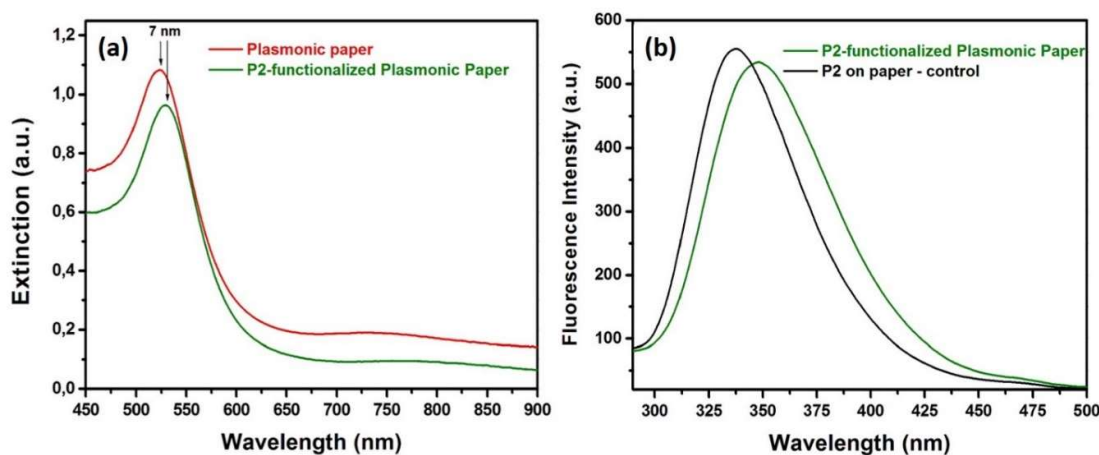 7 nm
(a)
Plasmonic paper
P2-functionalized Plasmonic Paper
Extinction (a.u.)
1,2
1,0
0,8
0,6
0,4
0,2
0,0
450 500 550 600 650 700 750 800 850 900
Wavelength (nm)
(b)
P2-functionalized Plasmonic Paper
P2 on paper - control
Fluorescence Intensity (a.u.)
600
500
400
300
200
100
300 325 350 375 400 425 450 475 500
Wavelength (nm)